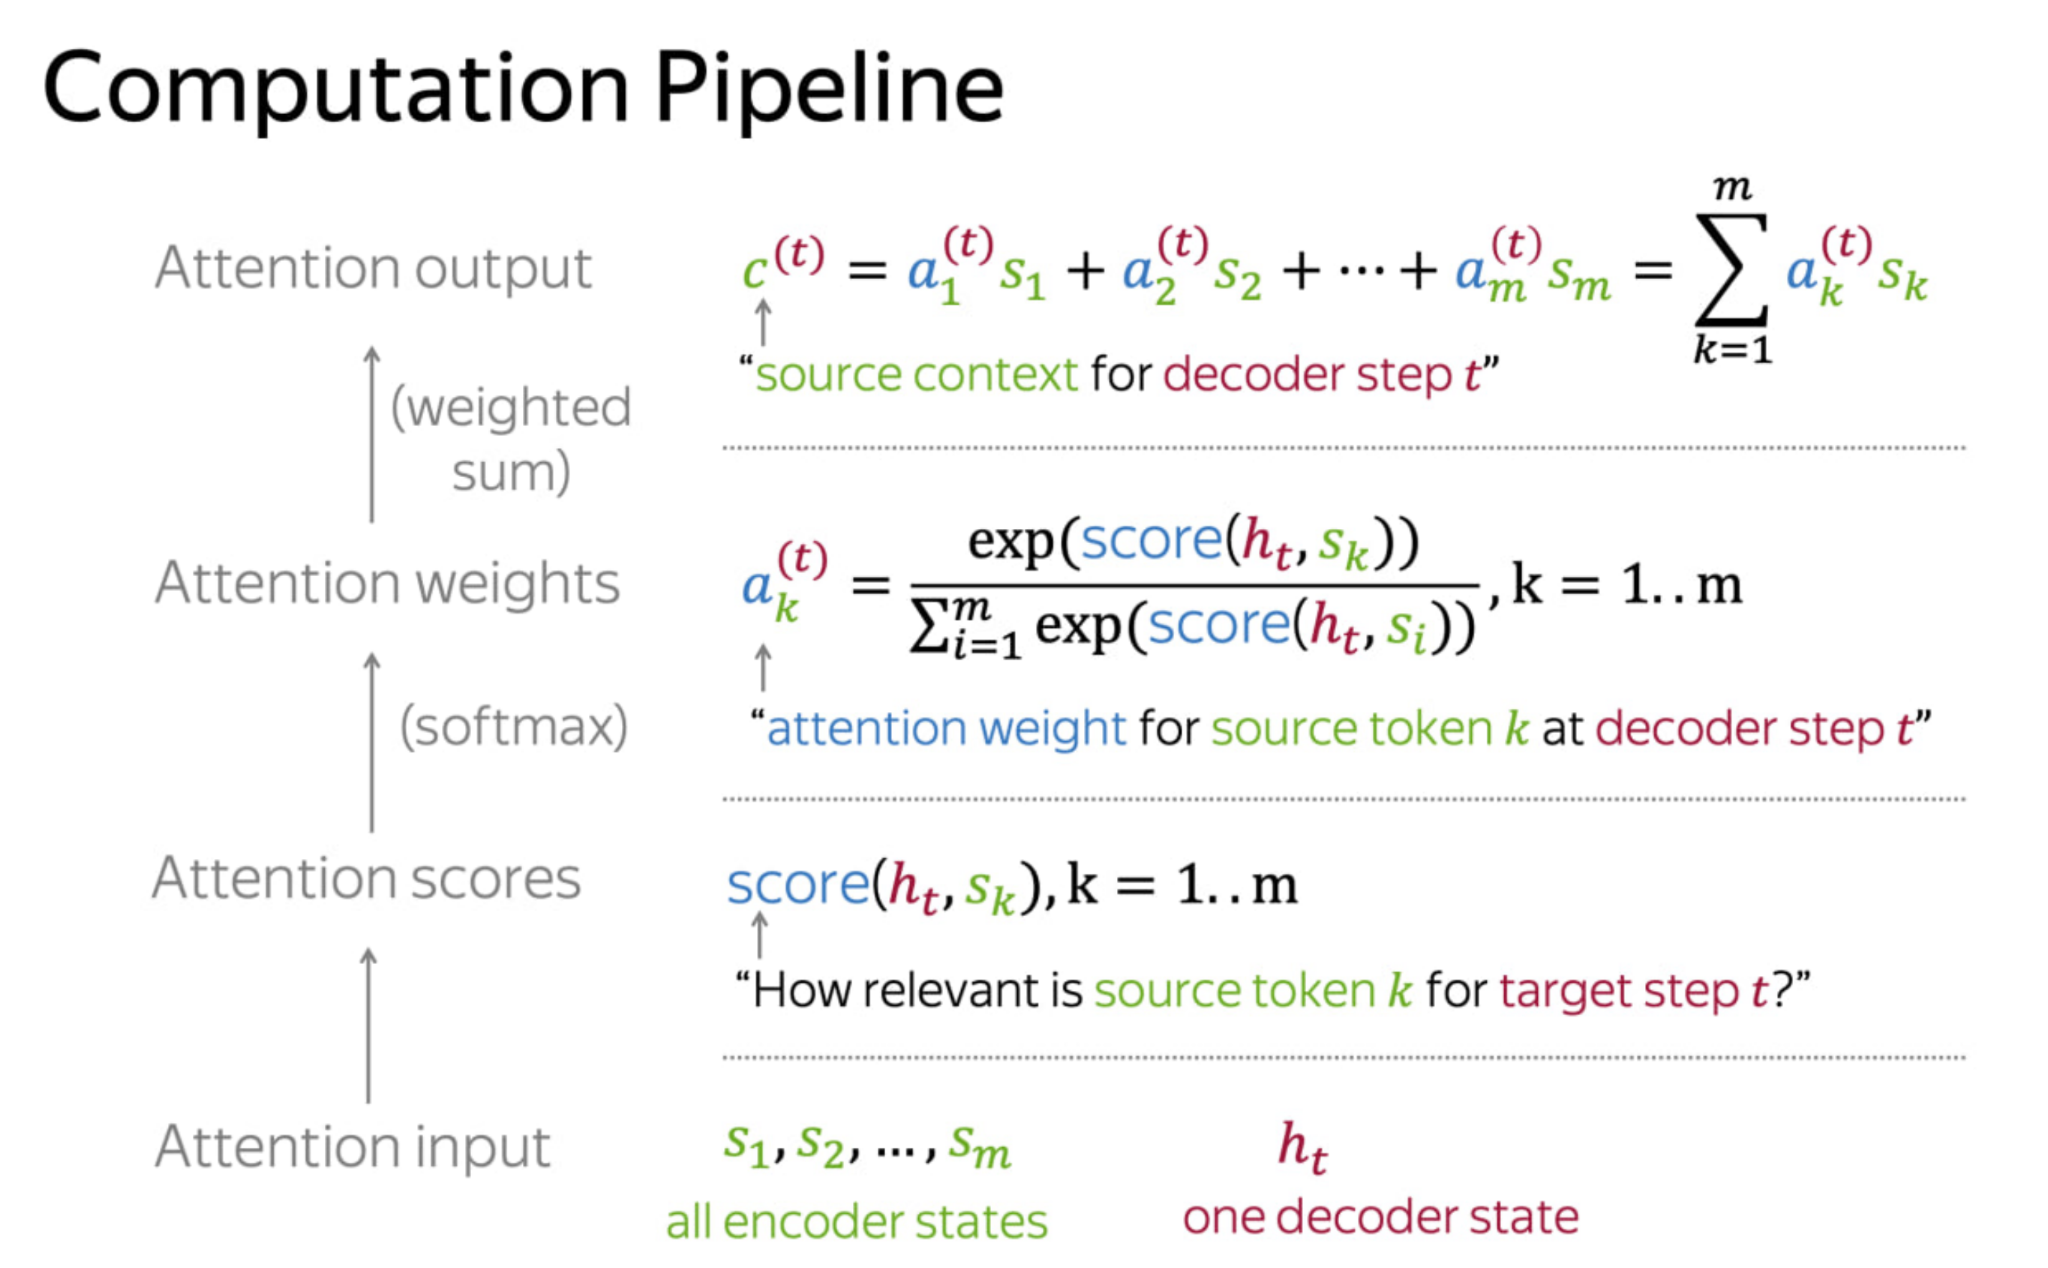 Computation Pipeline
Attention output
c^(t) = a_1^(t) s_1 + a_2^(t) s_2 + ⋯ + a_m^(t) s_m = ∑_{k=1}^{m} a_k^(t) s_k
“source context for decoder step t”
(weighted
sum)
Attention weights
a_k^(t) = exp(score(h_t, s_k)) / ∑_{i=1}^{m} exp(score(h_t, s_i)), k = 1..m
(softmax)
“attention weight for source token k at decoder step t”
Attention scores
score(h_t, s_k), k = 1..m
“How relevant is source token k for target step t?”
Attention input
s_1, s_2, …, s_m
h_t
all encoder states
one decoder state